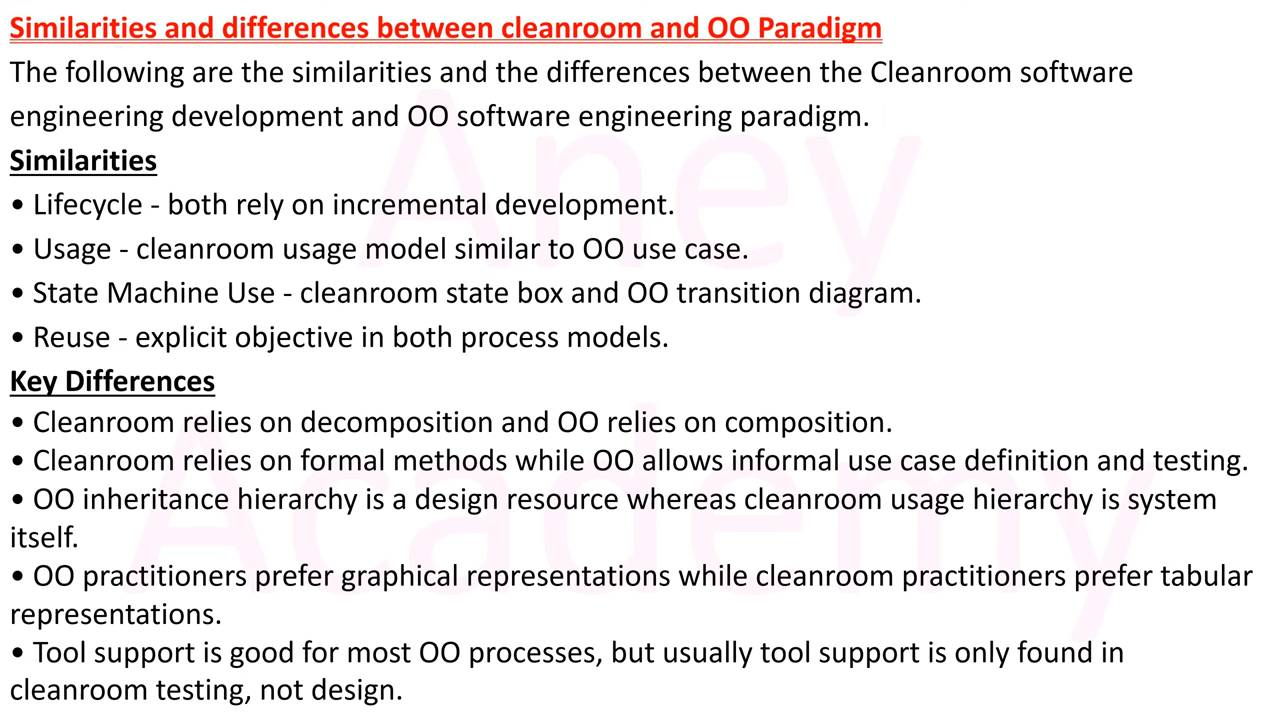 Similarities and differences between cleanroom and OO Paradigm
The following are the similarities and the differences between the Cleanroom software
engineering development and OO software engineering paradigm.
Similarities
• Lifecycle - both rely on incremental development.
• Usage - cleanroom usage model similar to OO use case.
• State Machine Use - cleanroom state box and OO transition diagram.
• Reuse - explicit objective in both process models.
Key Differences
• Cleanroom relies on decomposition and OO relies on composition.
• Cleanroom relies on formal methods while OO allows informal use case definition and testing.
• OO inheritance hierarchy is a design resource whereas cleanroom usage hierarchy is system
itself.
• OO practitioners prefer graphical representations while cleanroom practitioners prefer tabular
representations.
• Tool support is good for most OO processes, but usually tool support is only found in
cleanroom testing, not design.
Aney
Academy